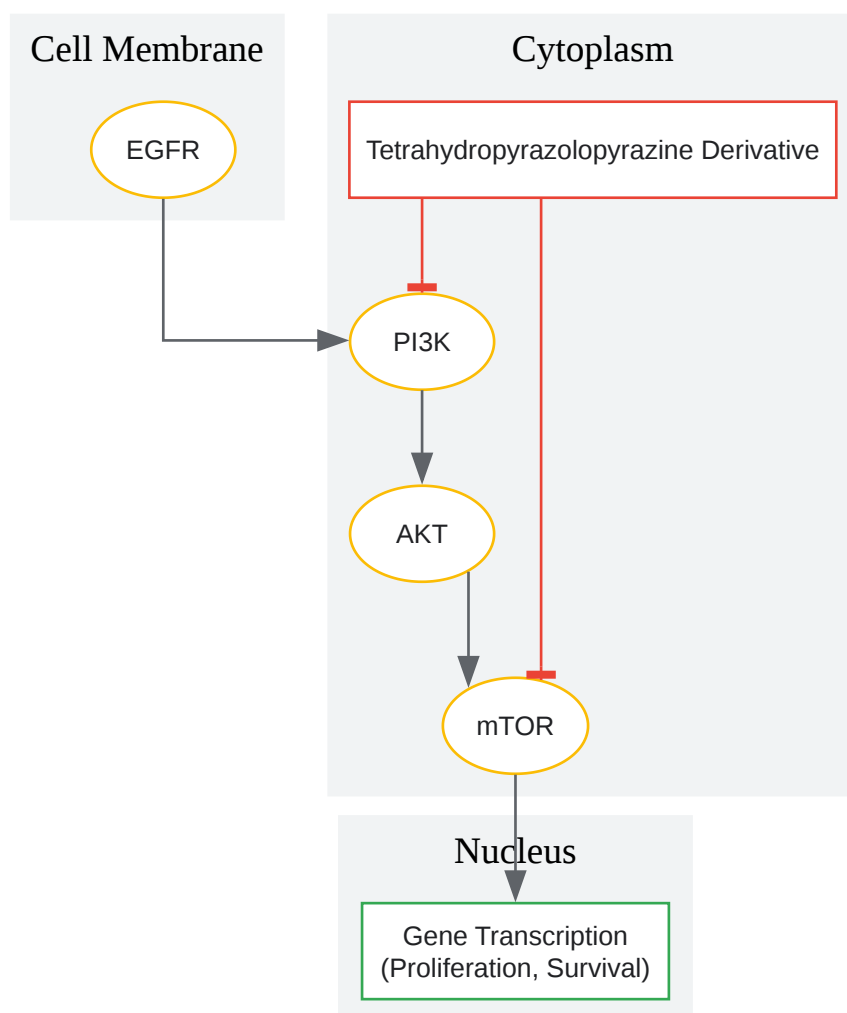 Cell Membrane
Cytoplasm
EGFR
Tetrahydropyrazolopyrazine Derivative
PI3K
AKT
mTOR
Nucleus
Gene Transcription
(Proliferation, Survival)